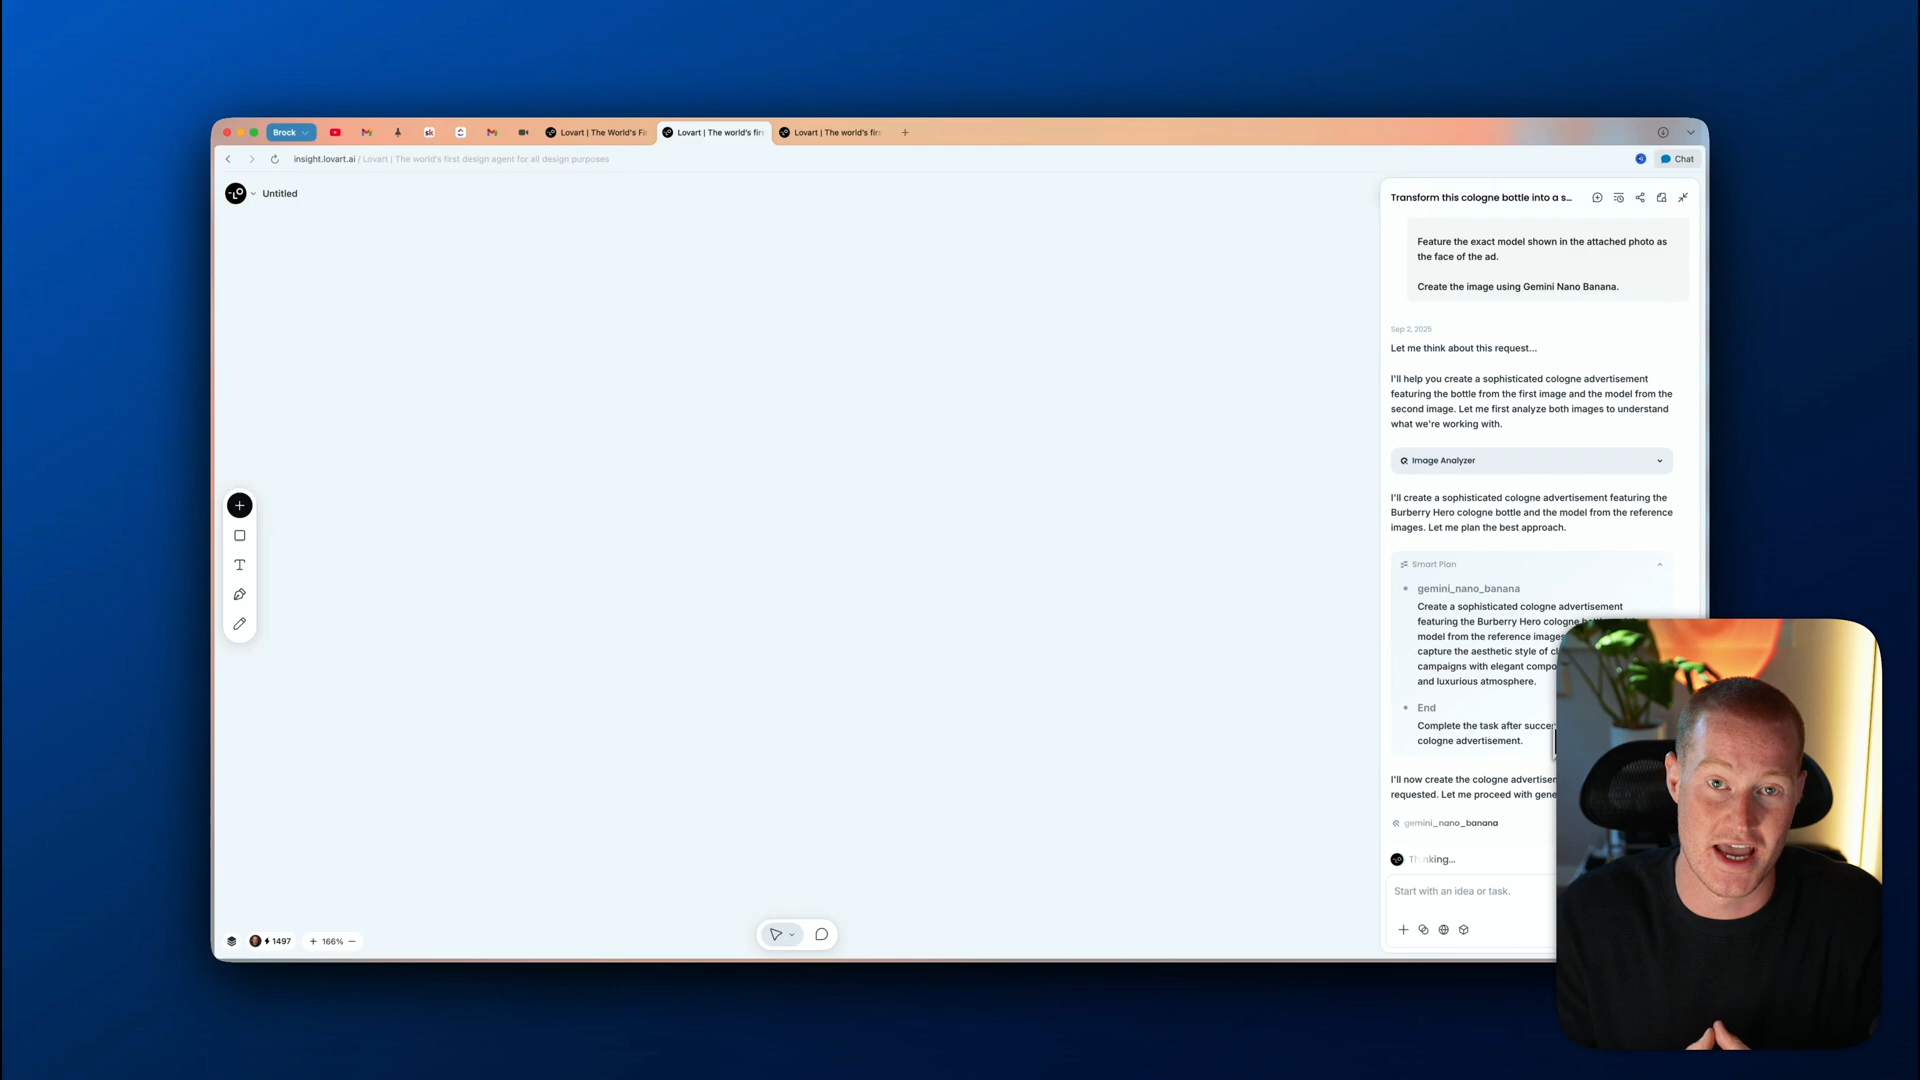 Brock
sk
Lovart | The World's Fi
Lovart | The world's firs
Lovart | The world's firs
insight.lovart.ai / Lovart | The world's first design agent for all design purposes
Chat
Untitled
Transform this cologne bottle into a s...
Feature the exact model shown in the attached photo as
the face of the ad.
Create the image using Gemini Nano Banana.
Sep 2, 2025
Let me think about this request...
I'll help you create a sophisticated cologne advertisement
featuring the bottle from the first image and the model from the
second image. Let me first analyze both images to understand
what we're working with.
Image Analyzer
I'll create a sophisticated cologne advertisement featuring the
Burberry Hero cologne bottle and the model from the reference
images. Let me plan the best approach.
Smart Plan
gemini_nano_banana
Create a sophisticated cologne advertisement
featuring the Burberry Hero cologne
model from the reference images
capture the aesthetic style of
campaigns with elegant compo
and luxurious atmosphere.
End
Complete the task after succes
cologne advertisement.
I'll now create the cologne advertisen
requested. Let me proceed with gene
gemini_nano_banana
Thinking...
Start with an idea or task.
1497
166%